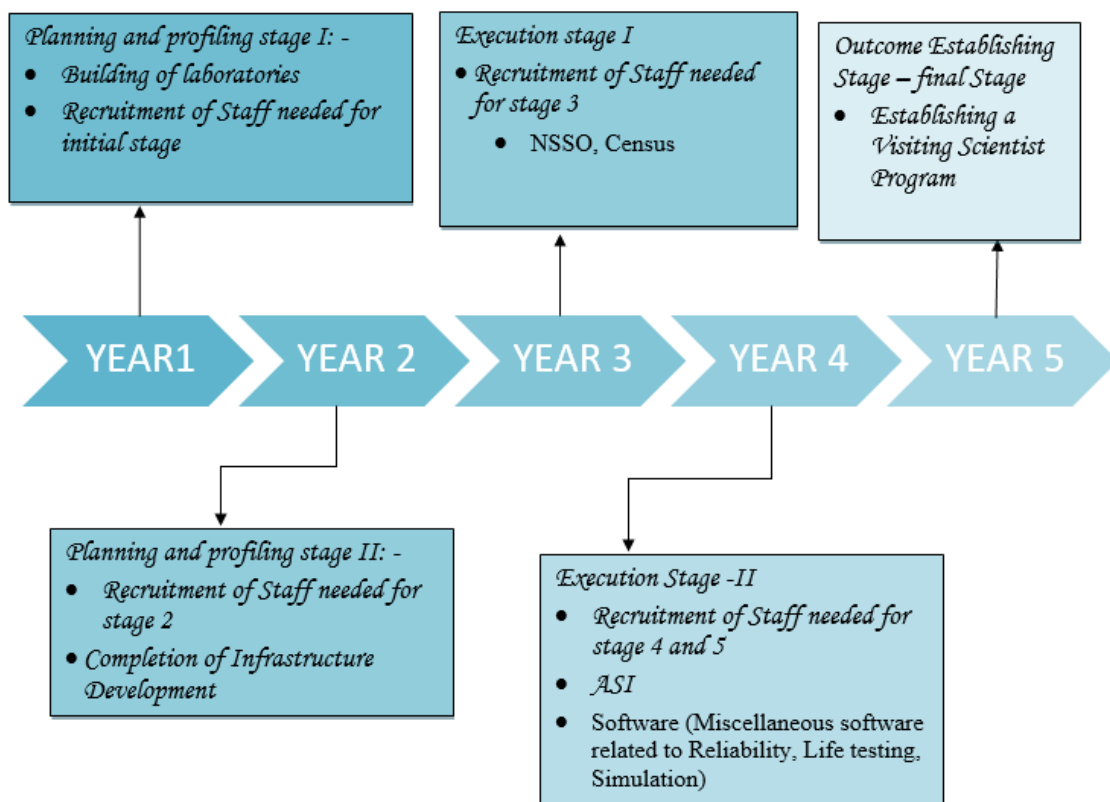 Planning and profiling stage I: -
● Building of laboratories
● Recruitment of Staff needed for
initial stage
Execution stage I
● Recruitment of Staff needed
for stage 3
● NSSO, Census
Outcome Establishing
Stage – final Stage
● Establishing a
Visiting Scientist
Program
YEAR1
YEAR 2
YEAR 3
YEAR 4
YEAR 5
Planning and profiling stage II: -
● Recruitment of Staff needed for
stage 2
● Completion of Infrastructure
Development
Execution Stage -II
● Recruitment of Staff needed for
stage 4 and 5
● ASI
● Software (Miscellaneous software
related to Reliability, Life testing,
Simulation)